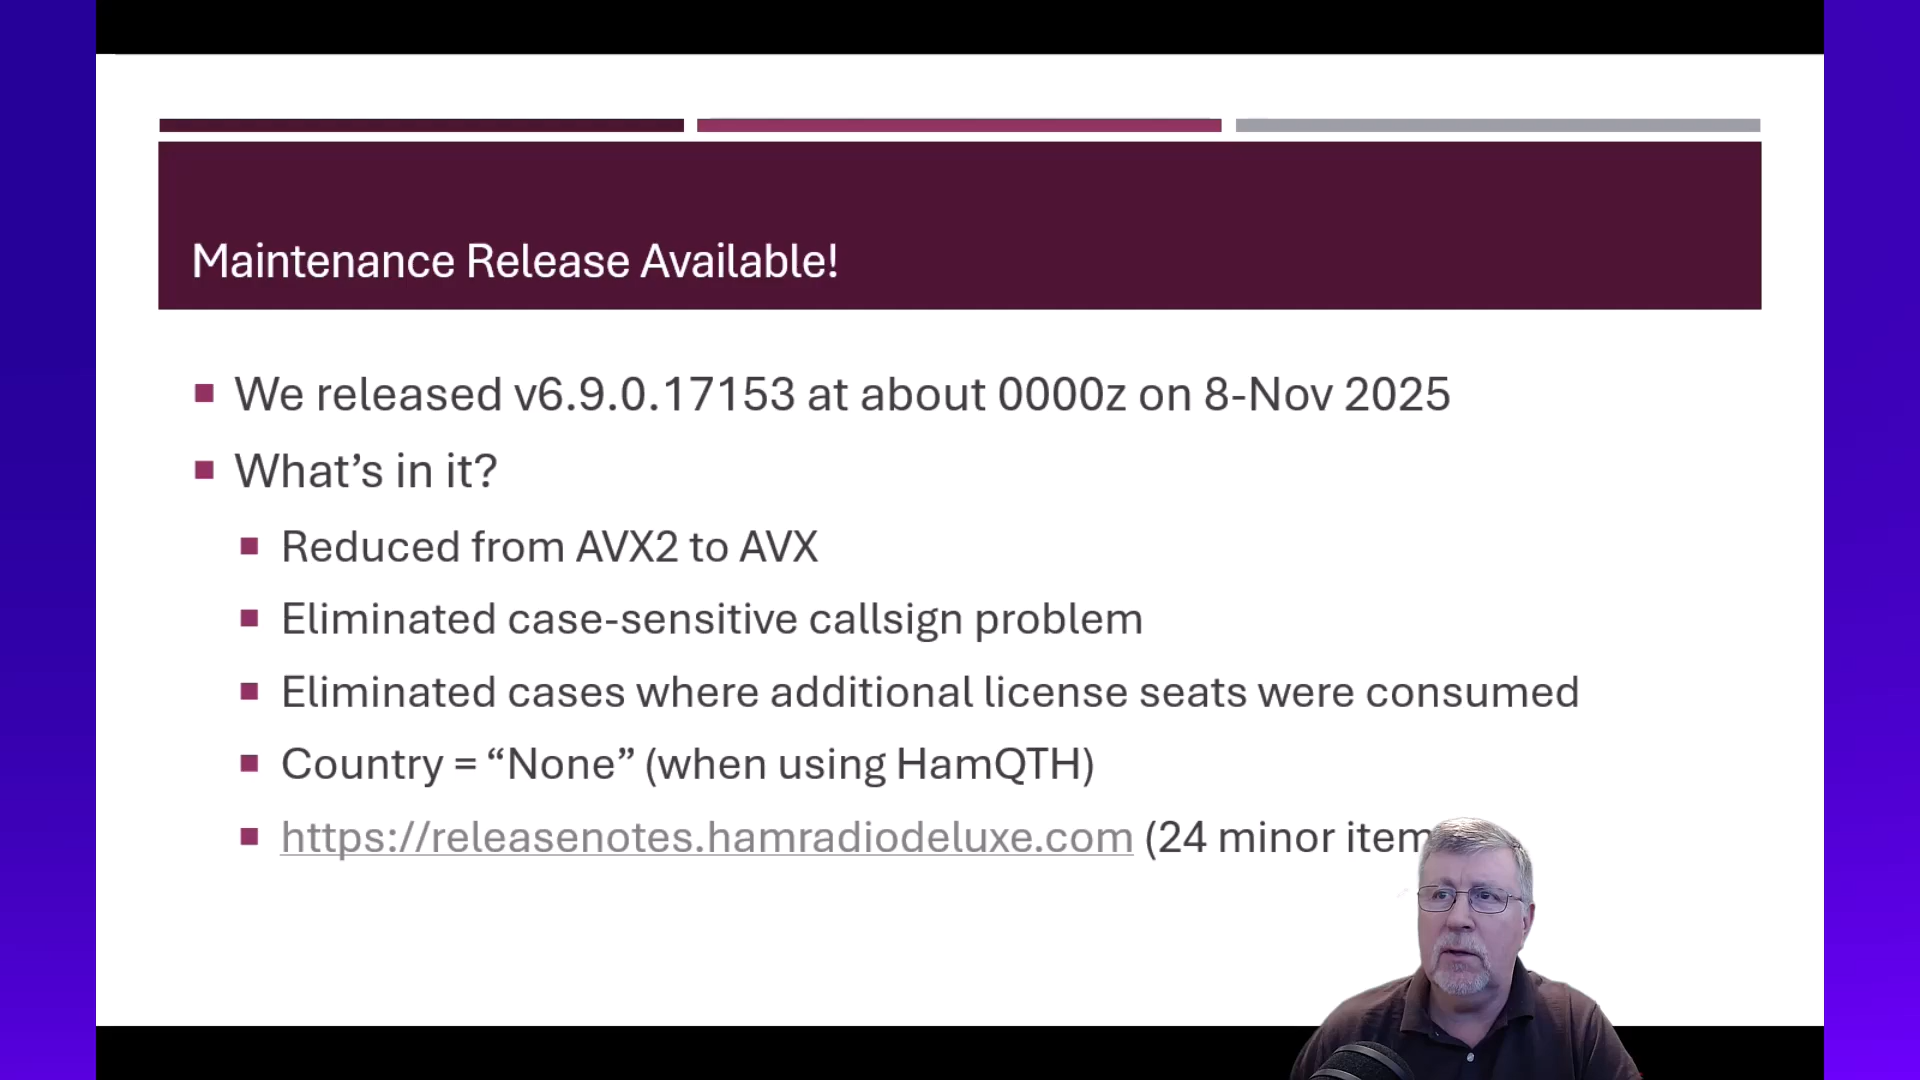 Maintenance Release Available!
We released v6.9.0.17153 at about 0000z on 8-Nov 2025
What’s in it?
Reduced from AVX2 to AVX
Eliminated case-sensitive callsign problem
Eliminated cases where additional license seats were consumed
Country = “None” (when using HamQTH)
https://releasenotes.hamradiodeluxe.com (24 minor